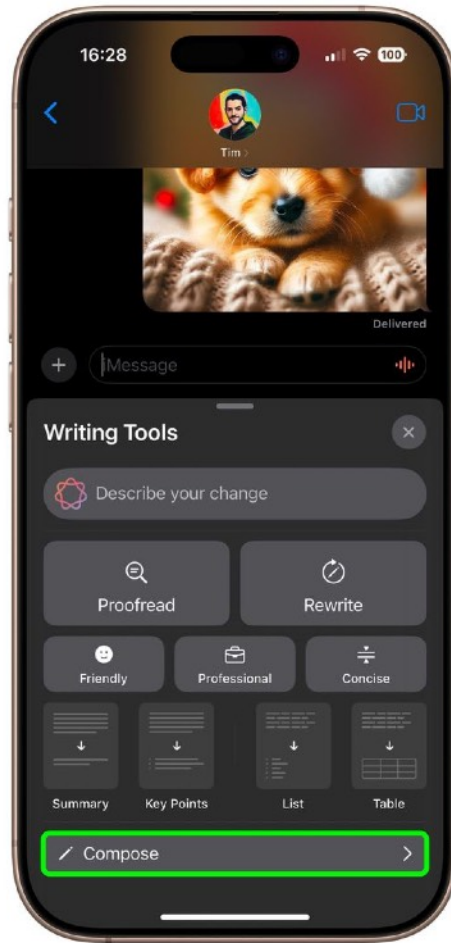 16:28
100
Tim >
Delivered
iMessage
Writing Tools
Describe your change
Proofread Rewrite
Friendly Professional Concise
Summary Key Points List Table
Compose